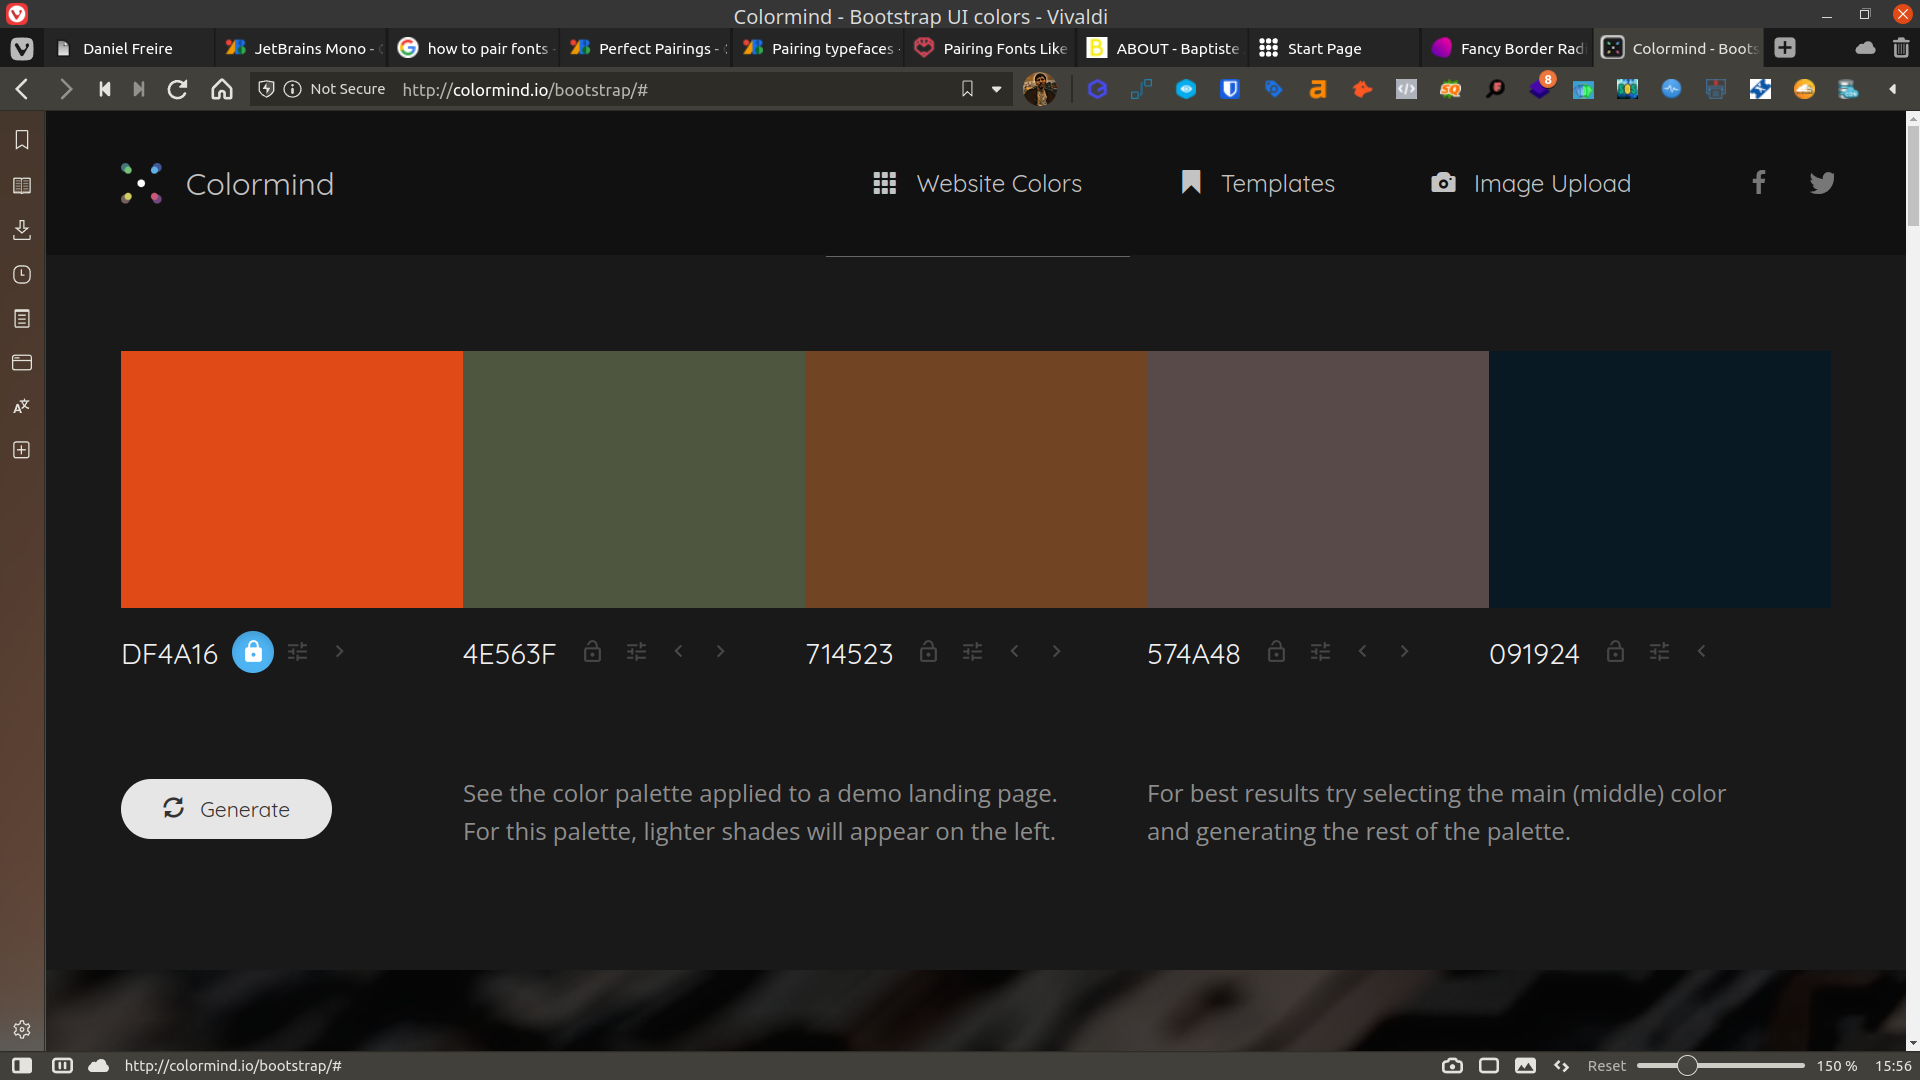 Colormind - Bootstrap UI colors - Vivaldi
Daniel Freire
JetBrains Mono -
how to pair fonts
Perfect Pairings -
Pairing typefaces
Pairing Fonts Like
ABOUT - Baptiste
Start Page
Fancy Border Radi
Colormind - Boots
Not Secure http://colormind.io/bootstrap/#
8
Colormind
Website Colors
Templates
Image Upload
DF4A16
4E563F
714523
574A48
091924
Generate
See the color palette applied to a demo landing page.
For this palette, lighter shades will appear on the left.
For best results try selecting the main (middle) color
and generating the rest of the palette.
http://colormind.io/bootstrap/#
Reset
150 %
15:56